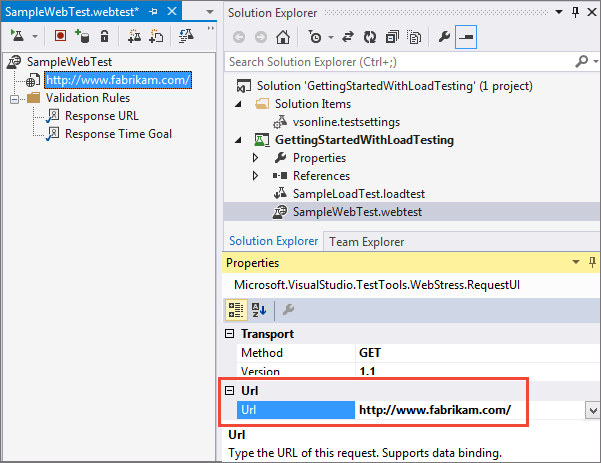 SampleWebTest.webtest*
SampleWebTest
http://www.fabrikam.com/
Validation Rules
Response URL
Response Time Goal
Solution Explorer
Search Solution Explorer (Ctrl+;)
Solution 'GettingStartedWithLoadTesting' (1 project)
Solution Items
vsonline.testsettings
GettingStartedWithLoadTesting
Properties
References
SampleLoadTest.loadtest
SampleWebTest.webtest
Solution Explorer Team Explorer
Properties
Microsoft.VisualStudio.TestTools.WebStress.RequestUI
Transport
Method GET
Version 1.1
Url
Url http://www.fabrikam.com/
Url
Type the URL of this request. Supports data binding.